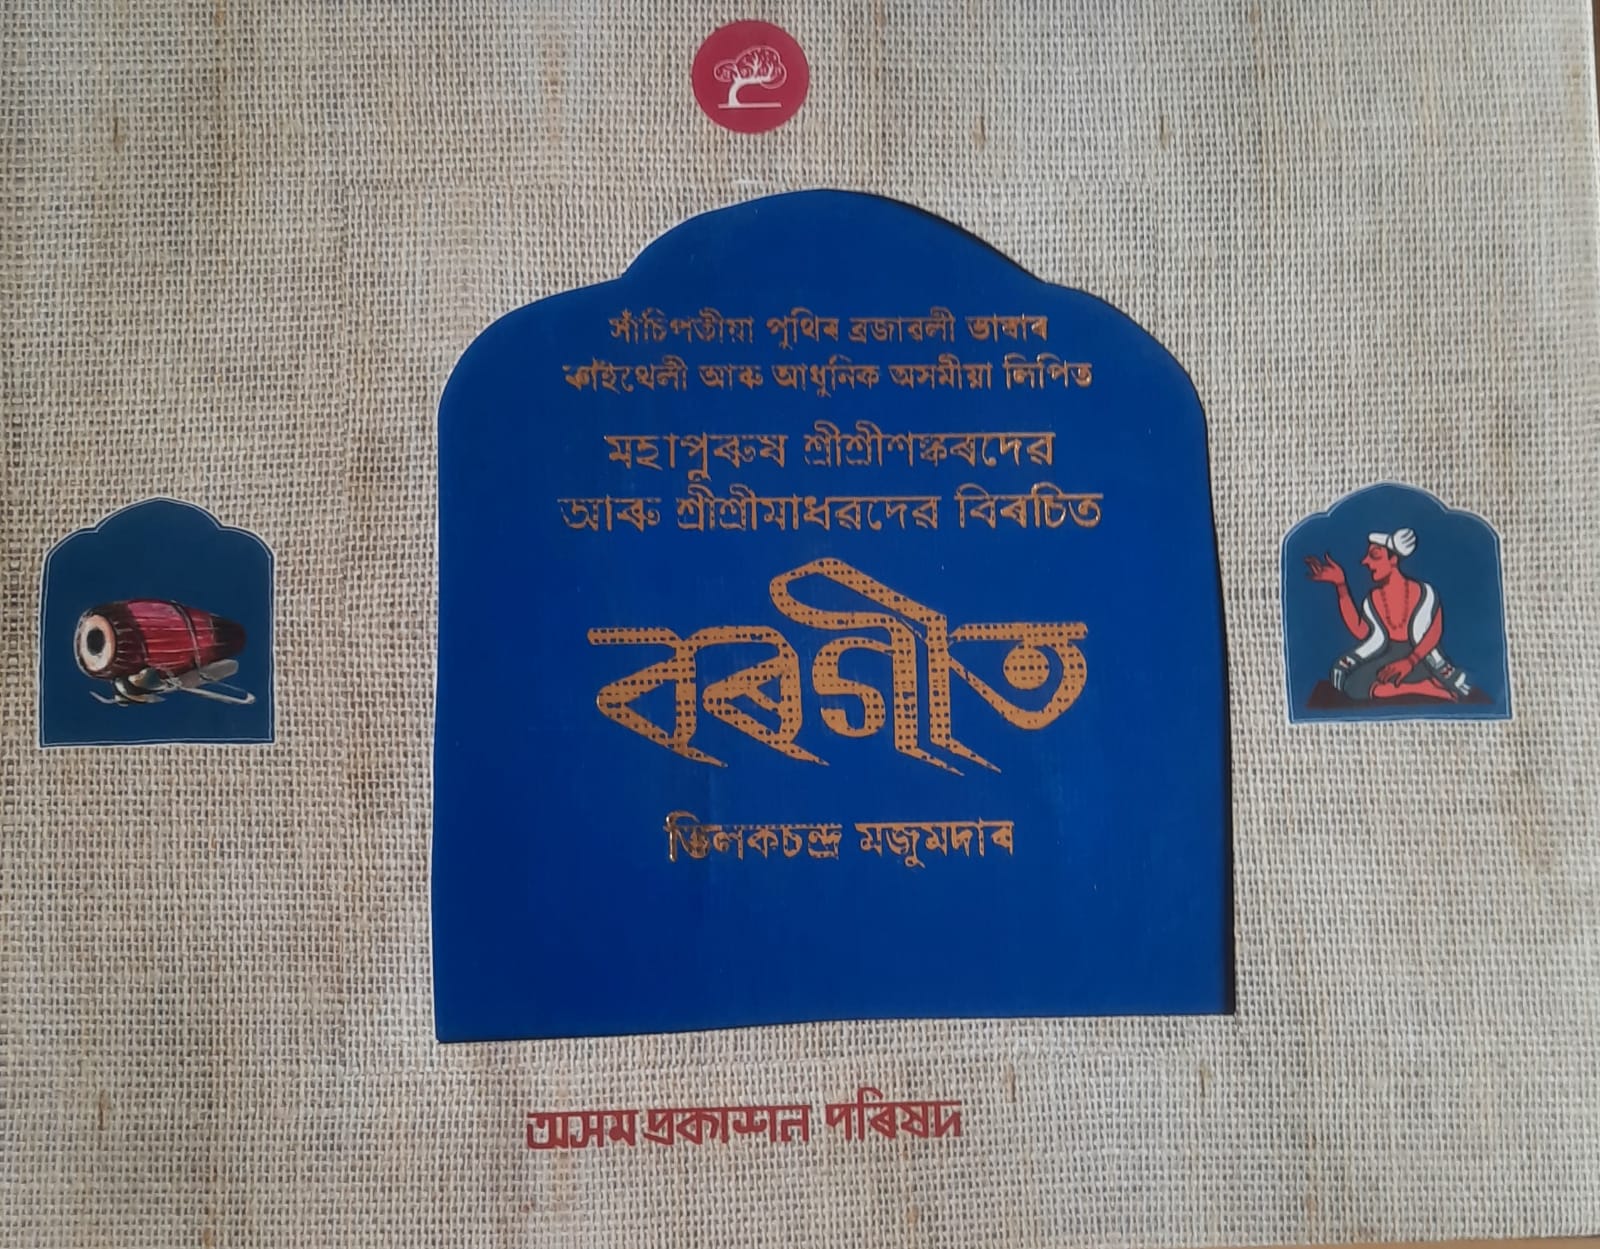 সাঁচিপতীয়া পুথিৰ ব্ৰজাৱলী ভাষাৰ
কাইথেলী আৰু আধুনিক অসমীয়া লিপিত
মহাপুৰুষ শ্ৰীশ্ৰীশঙ্কৰদেৱ
আৰু শ্ৰীশ্ৰীমাধৱদেৱ বিৰচিত
বৰগীত
তিলকচন্দ্ৰ মজুমদাৰ
অসম প্ৰকাশন পৰিষদ